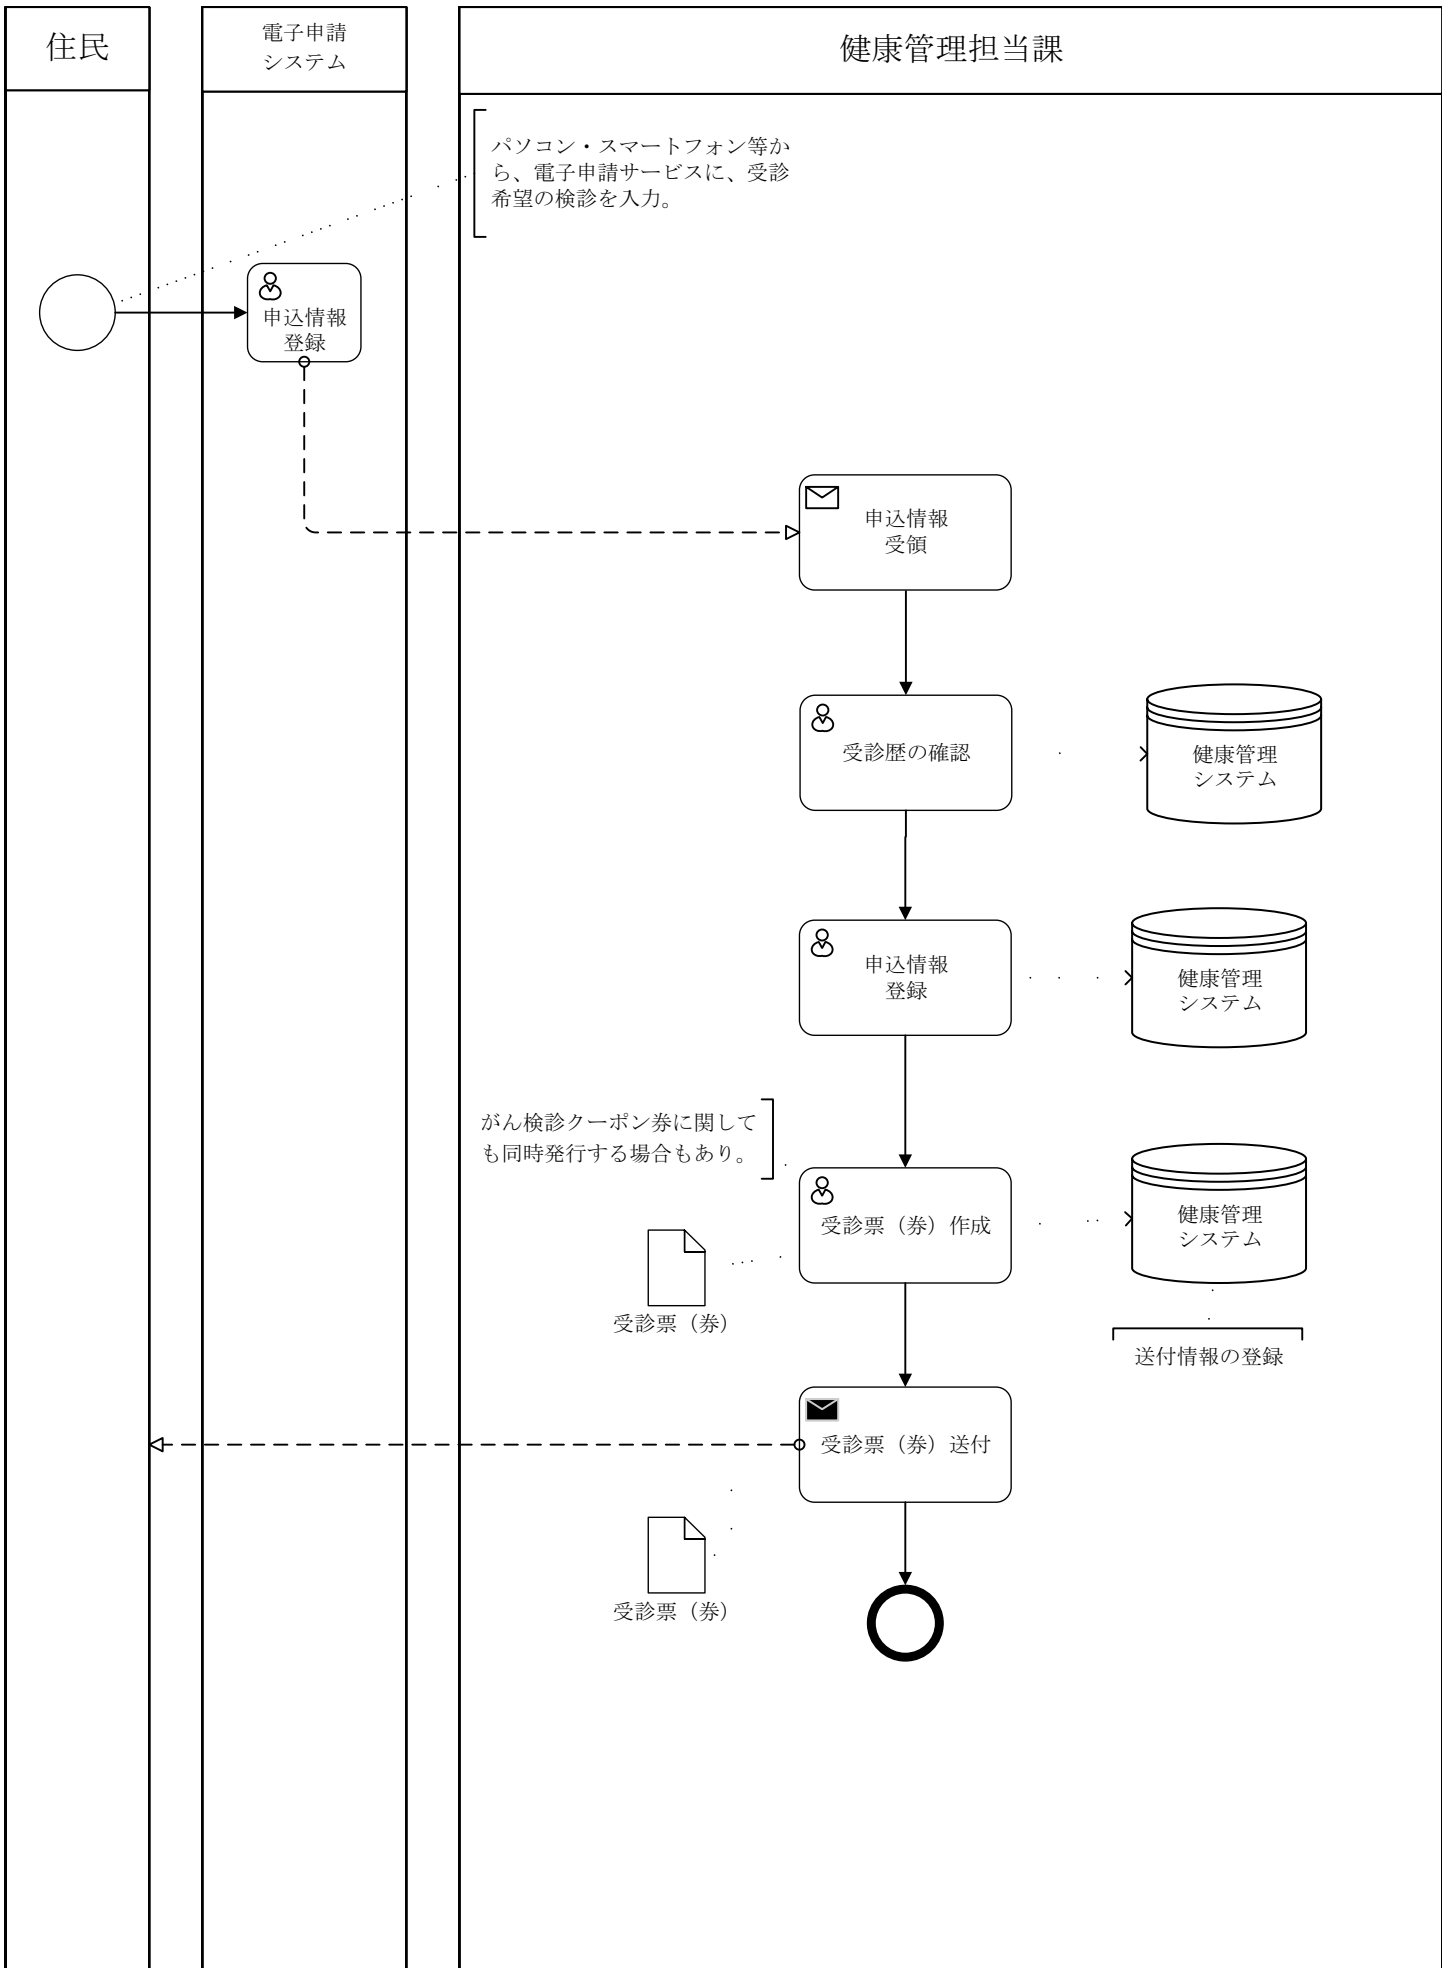 住民
電子申請
システム
健康管理担当課
パソコン・スマートフォン等か
ら、電子申請サービスに、受診
希望の検診を入力。
申込情報
登録
申込情報
受領
受診歴の確認
健康管理
システム
申込情報
登録
健康管理
システム
がん検診クーポン券に関して
も同時発行する場合もあり。
受診票（券）作成
健康管理
システム
受診票（券）
送付情報の登録
受診票（券）送付
受診票（券）